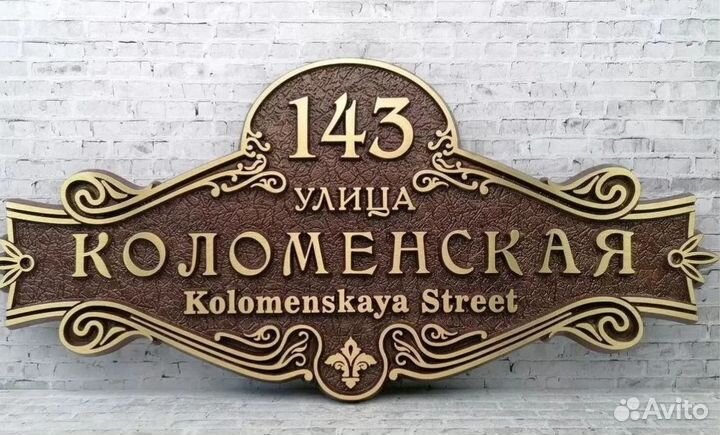 143
УЛИЦА
КОЛОМЕНСКАЯ
Kolomenskaya Street
Avito